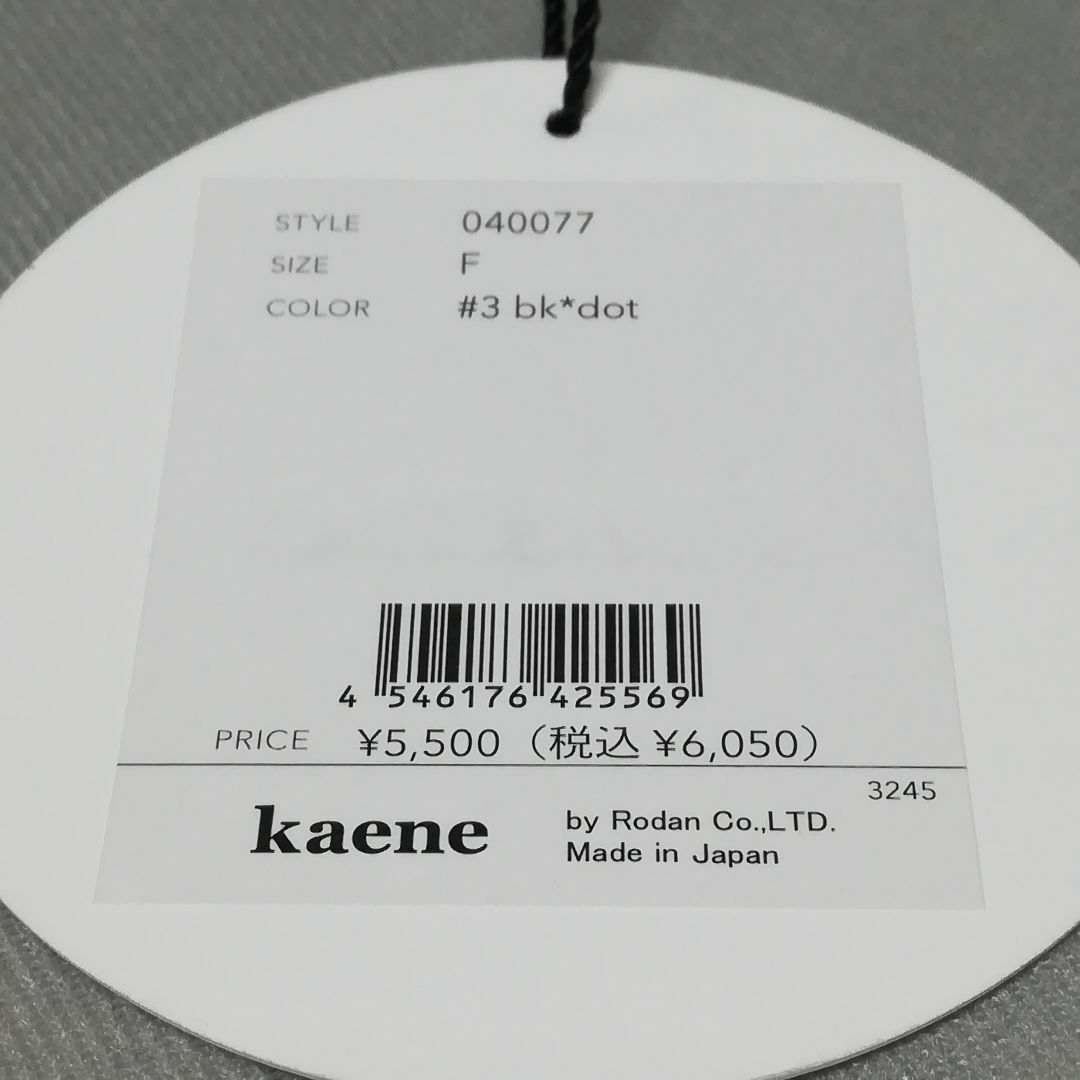 STYLE 040077
SIZE F
COLOR #3 bk*dot
4 546176 425569
PRICE ¥5,500（税込 ¥6,050）
3245
kaene by Rodan Co.,LTD.
Made in Japan